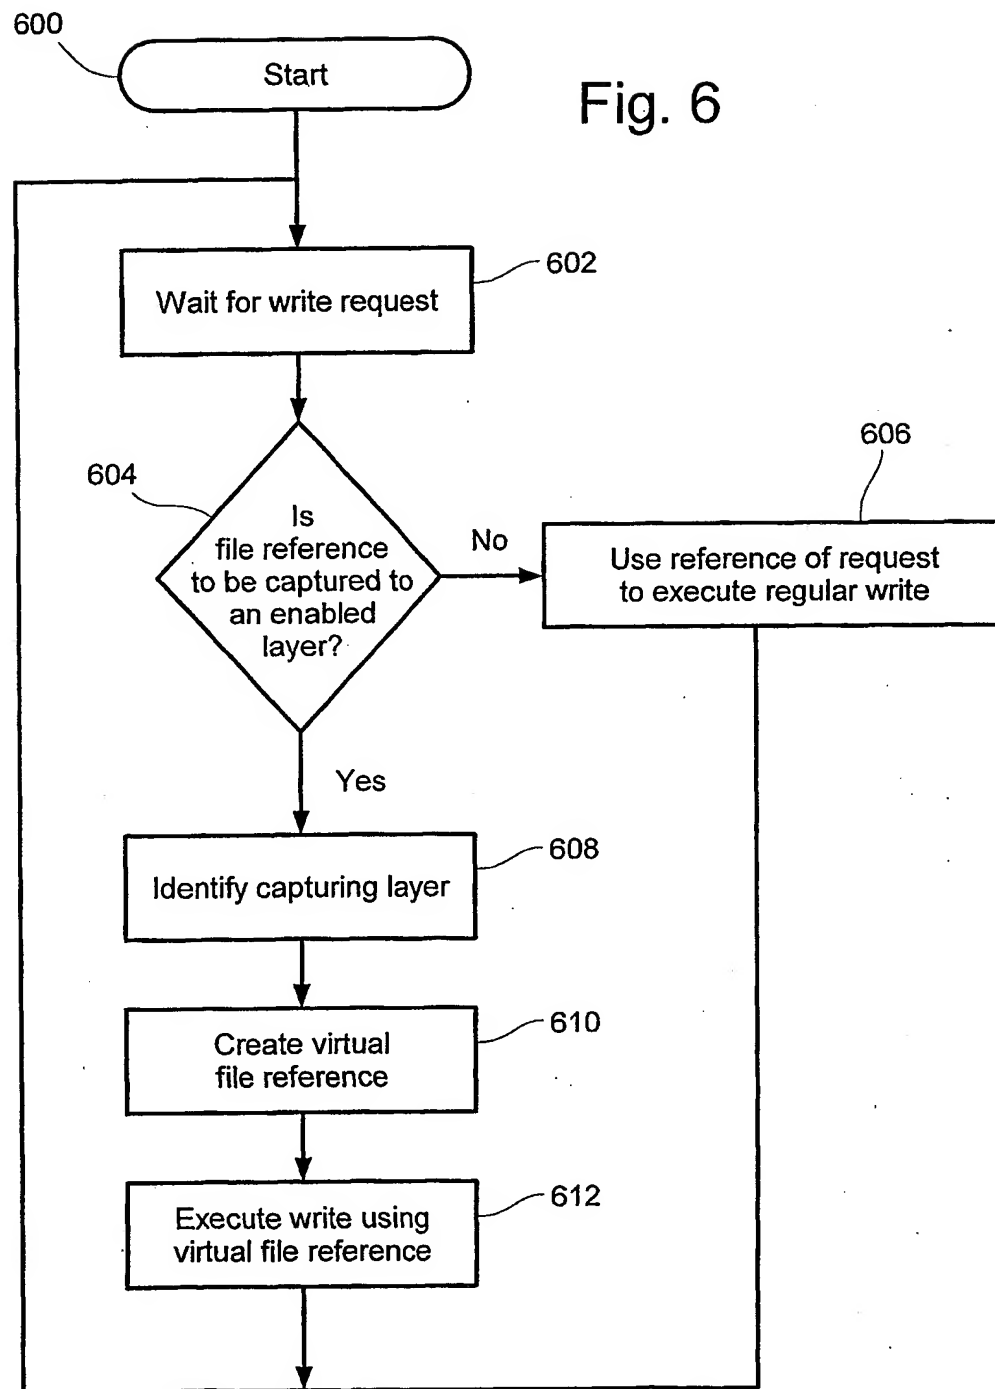 600
Start
Fig. 6
602
Wait for write request
604
606
Is
file reference
to be captured to
an enabled
layer?
No
Use reference of request
to execute regular write
Yes
608
Identify capturing layer
610
Create virtual
file reference
612
Execute write using
virtual file reference